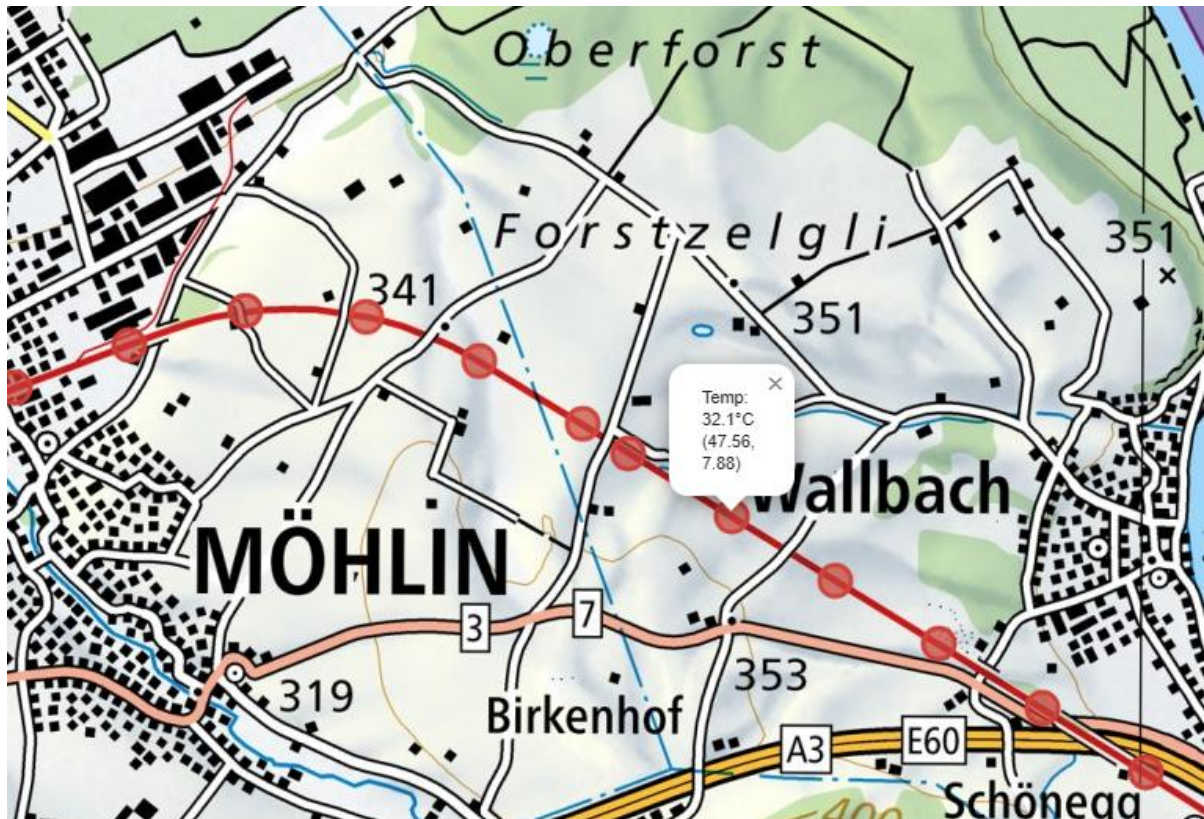 Oberforst
Forstzelgli
351
341
351
×
Temp:
32.1°C
(47.56,
7.88)
Wallbach
MÖHLIN
3
7
353
319
Birkenhof
A3
E60
Schönegg
400